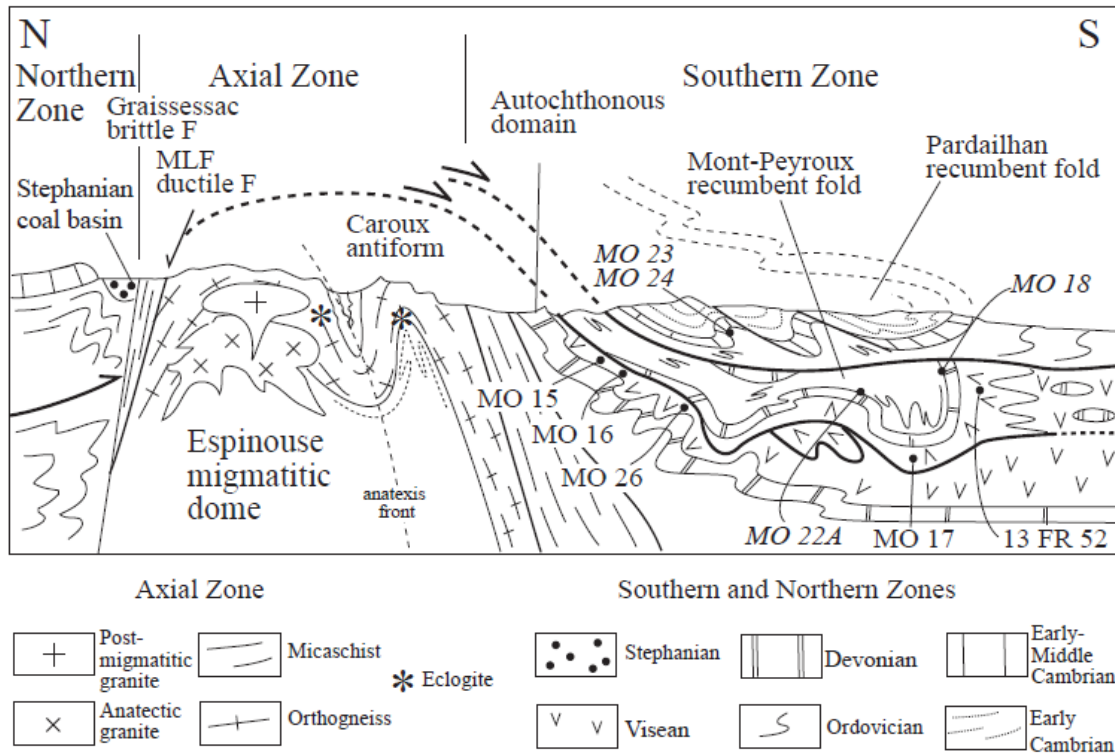 N
S
Northern
Zone
Axial Zone
Southern Zone
Graissessac
brittle F
Autochthonous
domain
MLF
ductile F
Mont-Peyroux
recumbent fold
Pardailhan
recumbent fold
Stephanian
coal basin
Caroux
antiform
MO 23
MO 24
MO 18
MO 15
MO 16
MO 26
Espinouse
migmatitic
dome
anatexis
front
MO 22A
MO 17
13 FR 52
Axial Zone
Southern and Northern Zones
Post-
migmatitic
granite
Micaschist
Eclogite
Stephanian
Devonian
Early-
Middle
Cambrian
Anatectic
granite
Orthogneiss
Visean
Ordovician
Early
Cambrian